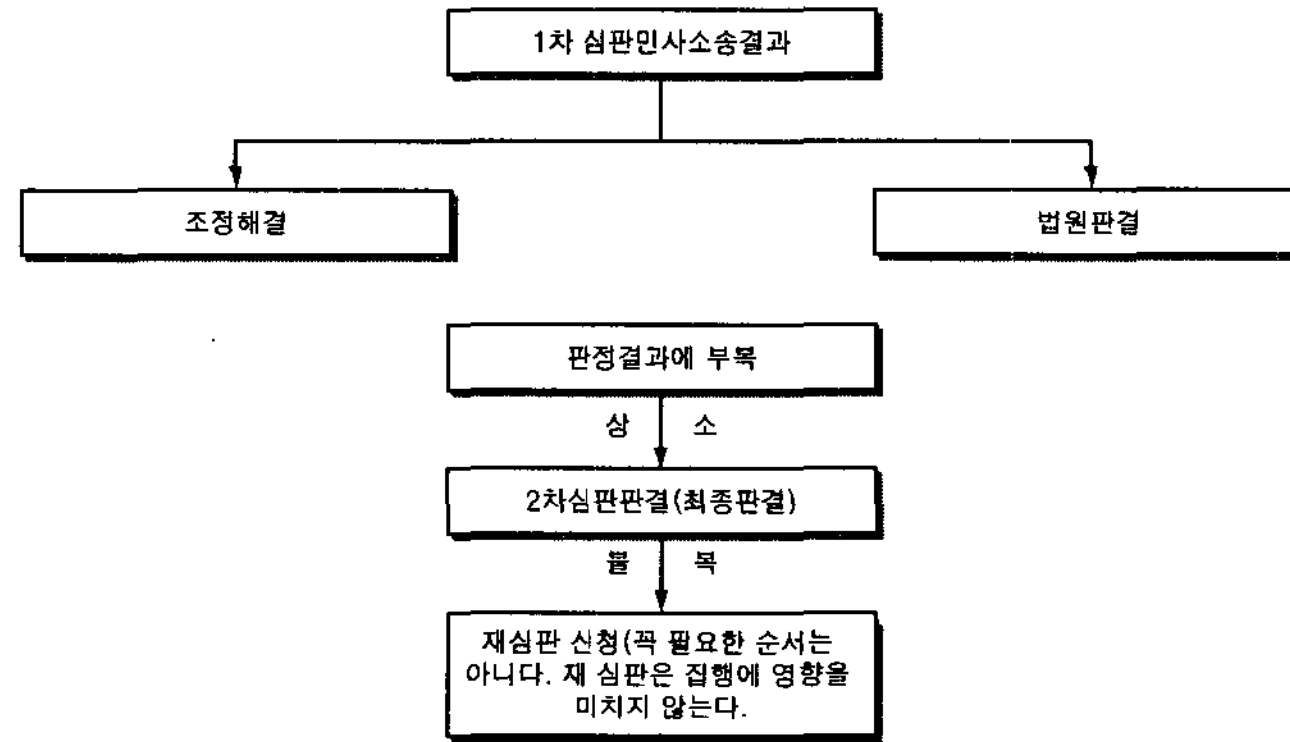 1차 심판민사소송결과
조정해결
법원판결
판정결과에 부복
상 소
2차심판판결(최종판결)
불 복
재심판 신청(꼭 필요한 순서는
아니다. 재 심판은 집행에 영향을
미치지 않는다.